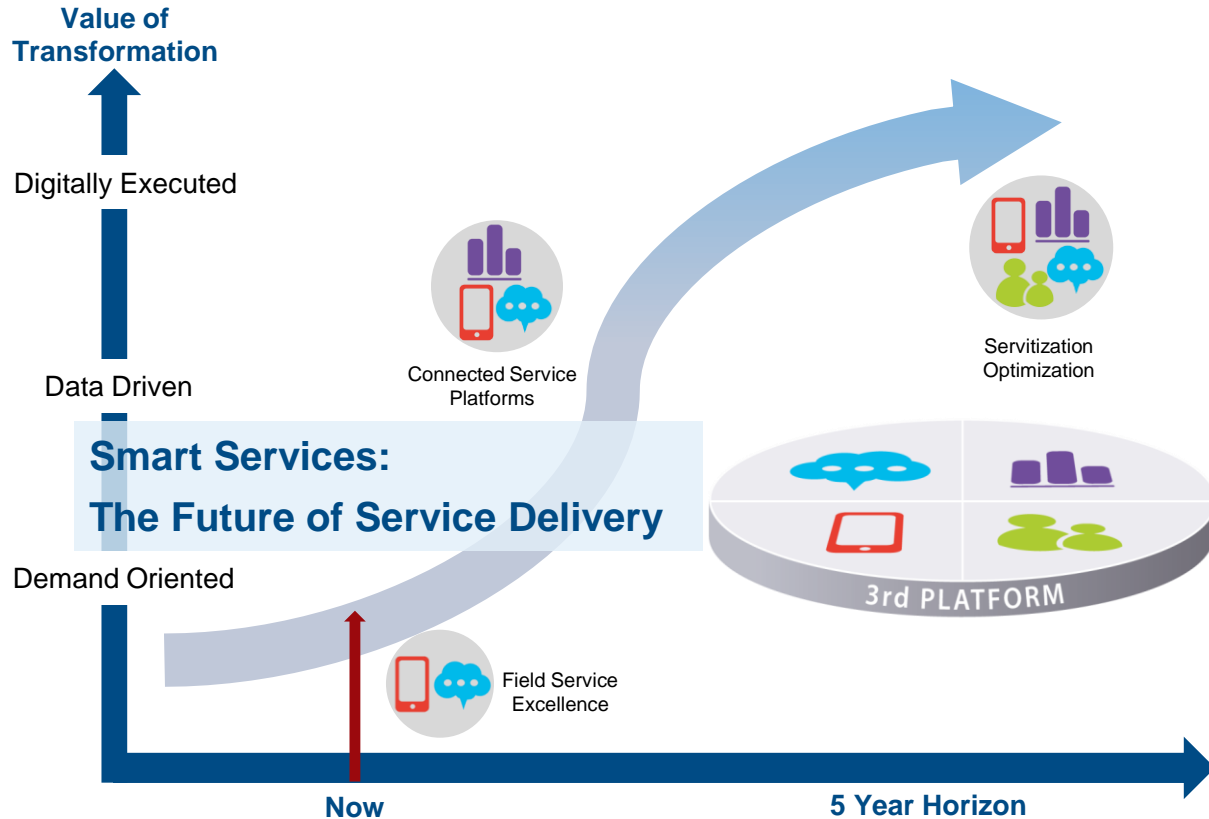 Value of
Transformation
Digitally Executed
Data Driven
Connected Service
Platforms
Servitization
Optimization
Smart Services:
The Future of Service Delivery
Demand Oriented
3rd PLATFORM
Field Service
Excellence
Now
5 Year Horizon